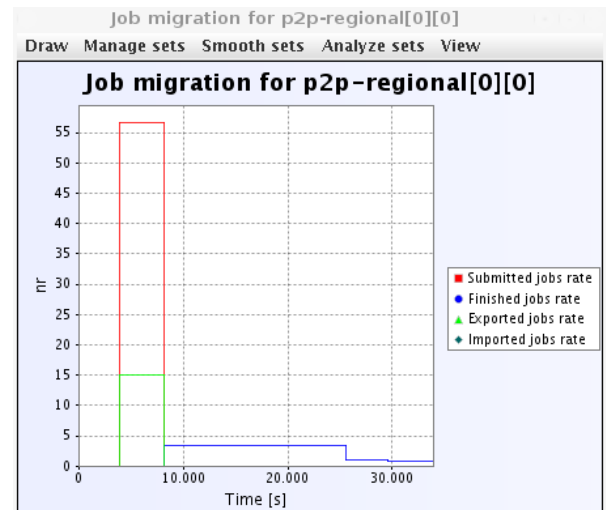 Job migration for p2p-regional[0][0]
Draw Manage sets Smooth sets Analyze sets View
Job migration for p2p-regional[0][0]
55
50
45
40
35
30
25
20
15
10
5
0
nr
0 10.000 20.000 30.000
Time [s]
Submitted jobs rate
Finished jobs rate
Exported jobs rate
Imported jobs rate